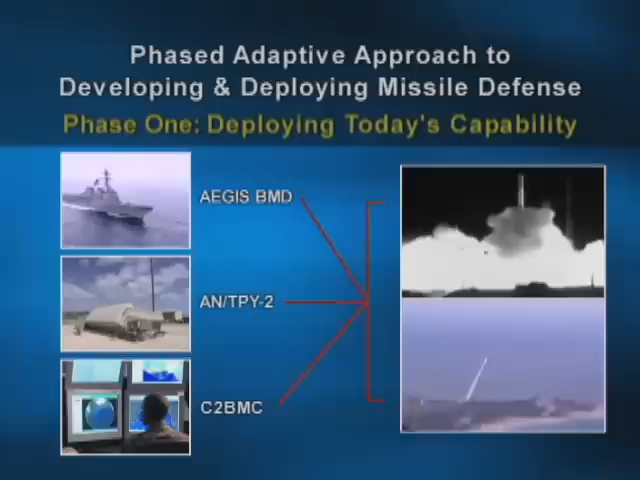 Phased Adaptive Approach to
Developing & Deploying Missile Defense
Phase One: Deploying Today's Capability
AEGIS BMD
AN/TPY-2
C2BMC